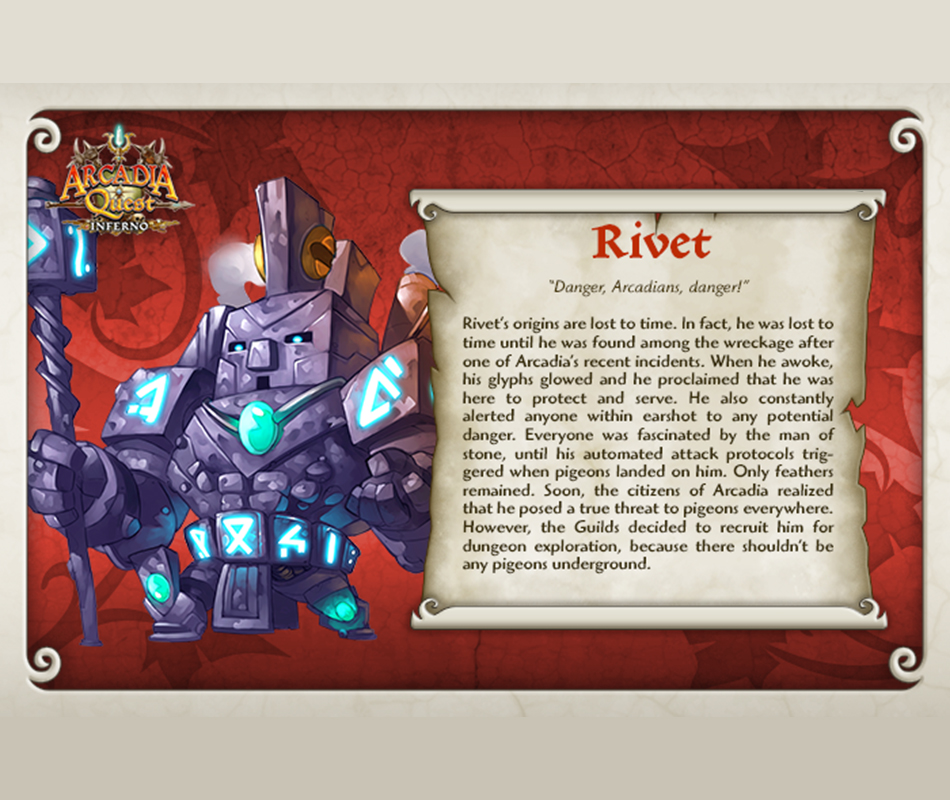 ARCADIA
Quest
INFERNO
Rivet
“Danger, Arcadians, danger!”
Rivet’s origins are lost to time. In fact, he was lost to
time until he was found among the wreckage after
one of Arcadia’s recent incidents. When he awoke,
his glyphs glowed and he proclaimed that he was
here to protect and serve. He also constantly
alerted anyone within earshot to any potential
danger. Everyone was fascinated by the man of
stone, until his automated attack protocols trig-
gered when pigeons landed on him. Only feathers
remained. Soon, the citizens of Arcadia realized
that he posed a true threat to pigeons everywhere.
However, the Guilds decided to recruit him for
dungeon exploration, because there shouldn’t be
any pigeons underground.